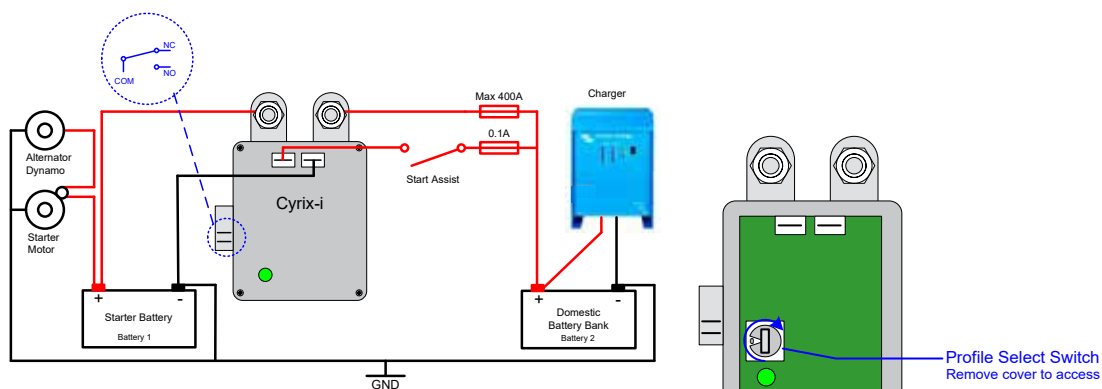 NC
COM
NO
Max 400A
Charger
0.1A
Alternator
Dynamo
Start Assist
Cyrix-i
Starter
Motor
+
-
Starter Battery
Battery 1
+
-
Domestic
Battery Bank
Battery 2
GND
0
Profile Select Switch
Remove cover to access